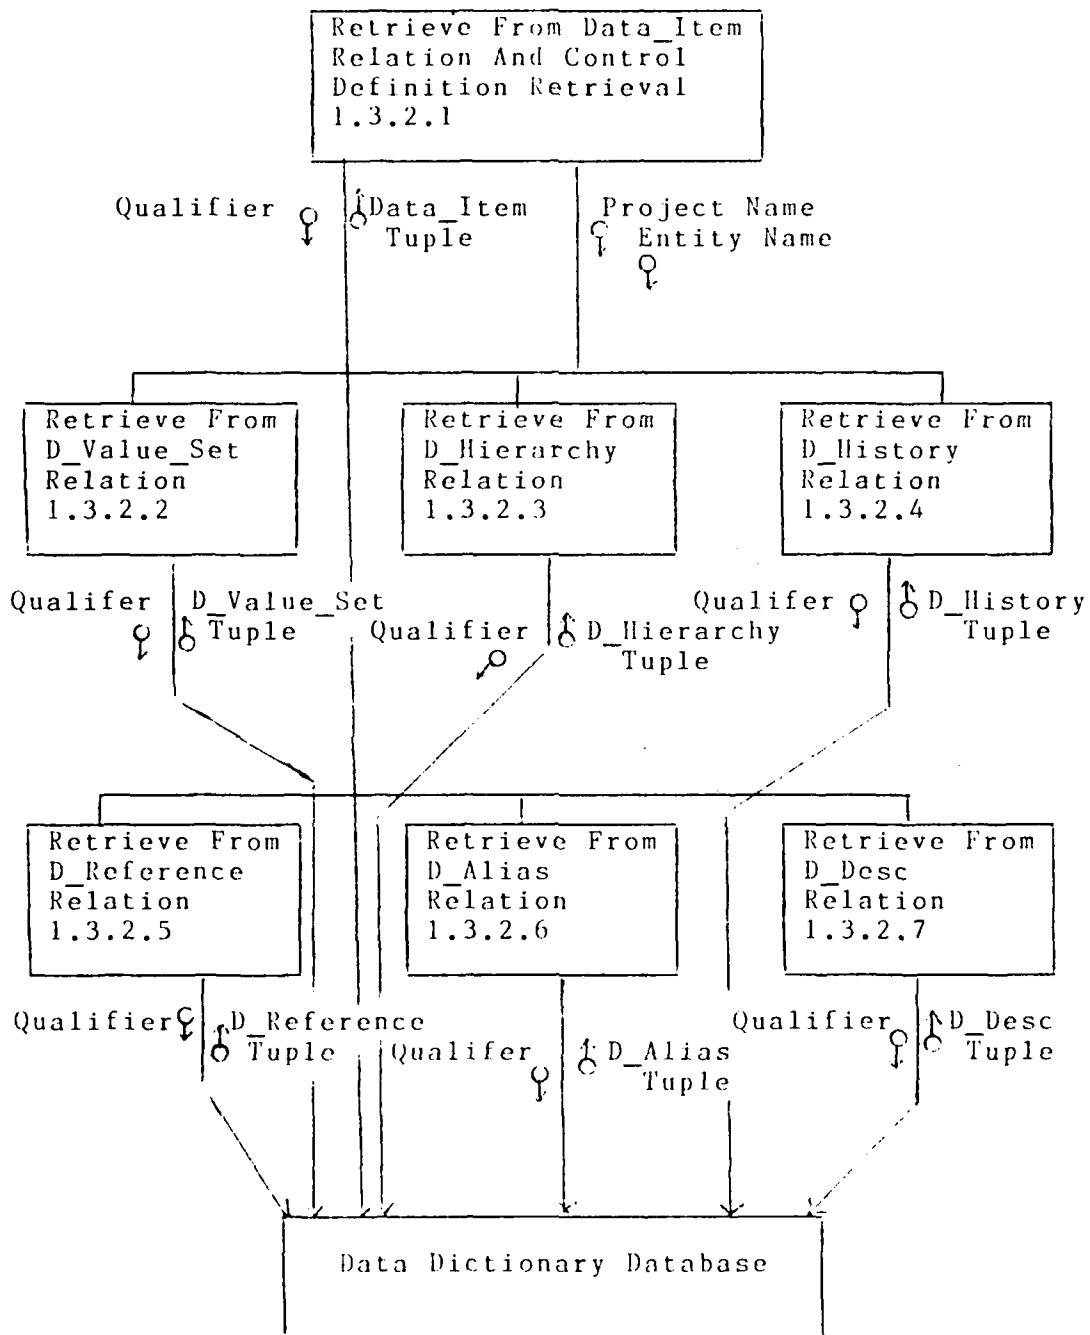 Retrieve From Data_Item
Relation And Control
Definition Retrieval
1.3.2.1
Qualifier
Data_Item
Tuple
Project Name
Entity Name
Retrieve From
D_Value_Set
Relation
1.3.2.2
Retrieve From
D_Hierarchy
Relation
1.3.2.3
Retrieve From
D_History
Relation
1.3.2.4
Qualifer
D_Value_Set
Tuple
Qualifier
D_Hierarchy
Tuple
Qualifer
D_History
Tuple
Retrieve From
D_Reference
Relation
1.3.2.5
Retrieve From
D_Alias
Relation
1.3.2.6
Retrieve From
D_Desc
Relation
1.3.2.7
Qualifier
D_Reference
Tuple
Qualifer
D_Alias
Tuple
Qualifier
D_Desc
Tuple
Data Dictionary Database